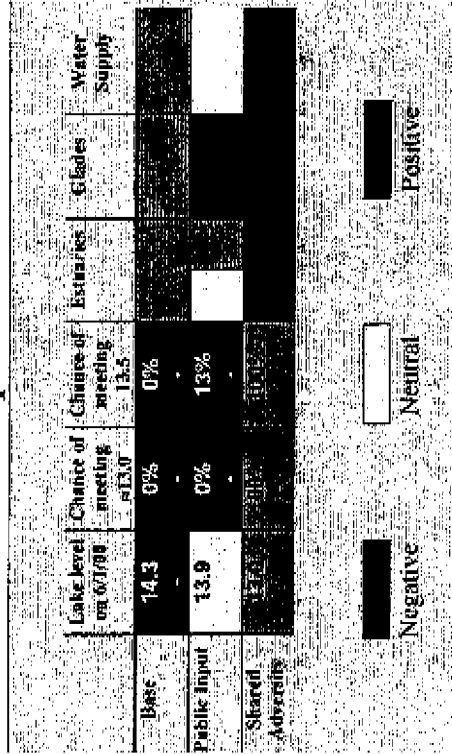 Lake level
on 6/1/00
Chance of
meeting
≤13.0
Chance of
meeting
13.5
Estuaries
Glades
Water
Supply
Base
14.3
0%
0%
Public Input
13.9
0%
13%
Shared
Adversity
Negative
Neutral
Positive